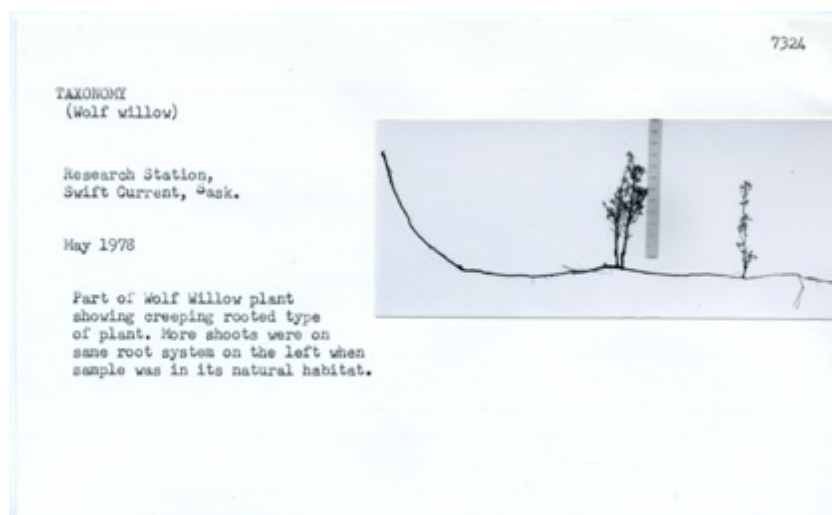 7324
TAXONOMY
(Wolf willow)
Research Station,
Swift Current, Sask.
May 1978
Part of Wolf Willow plant
showing creeping rooted type
of plant. More shoots were on
same root system on the left when
sample was in its natural habitat.